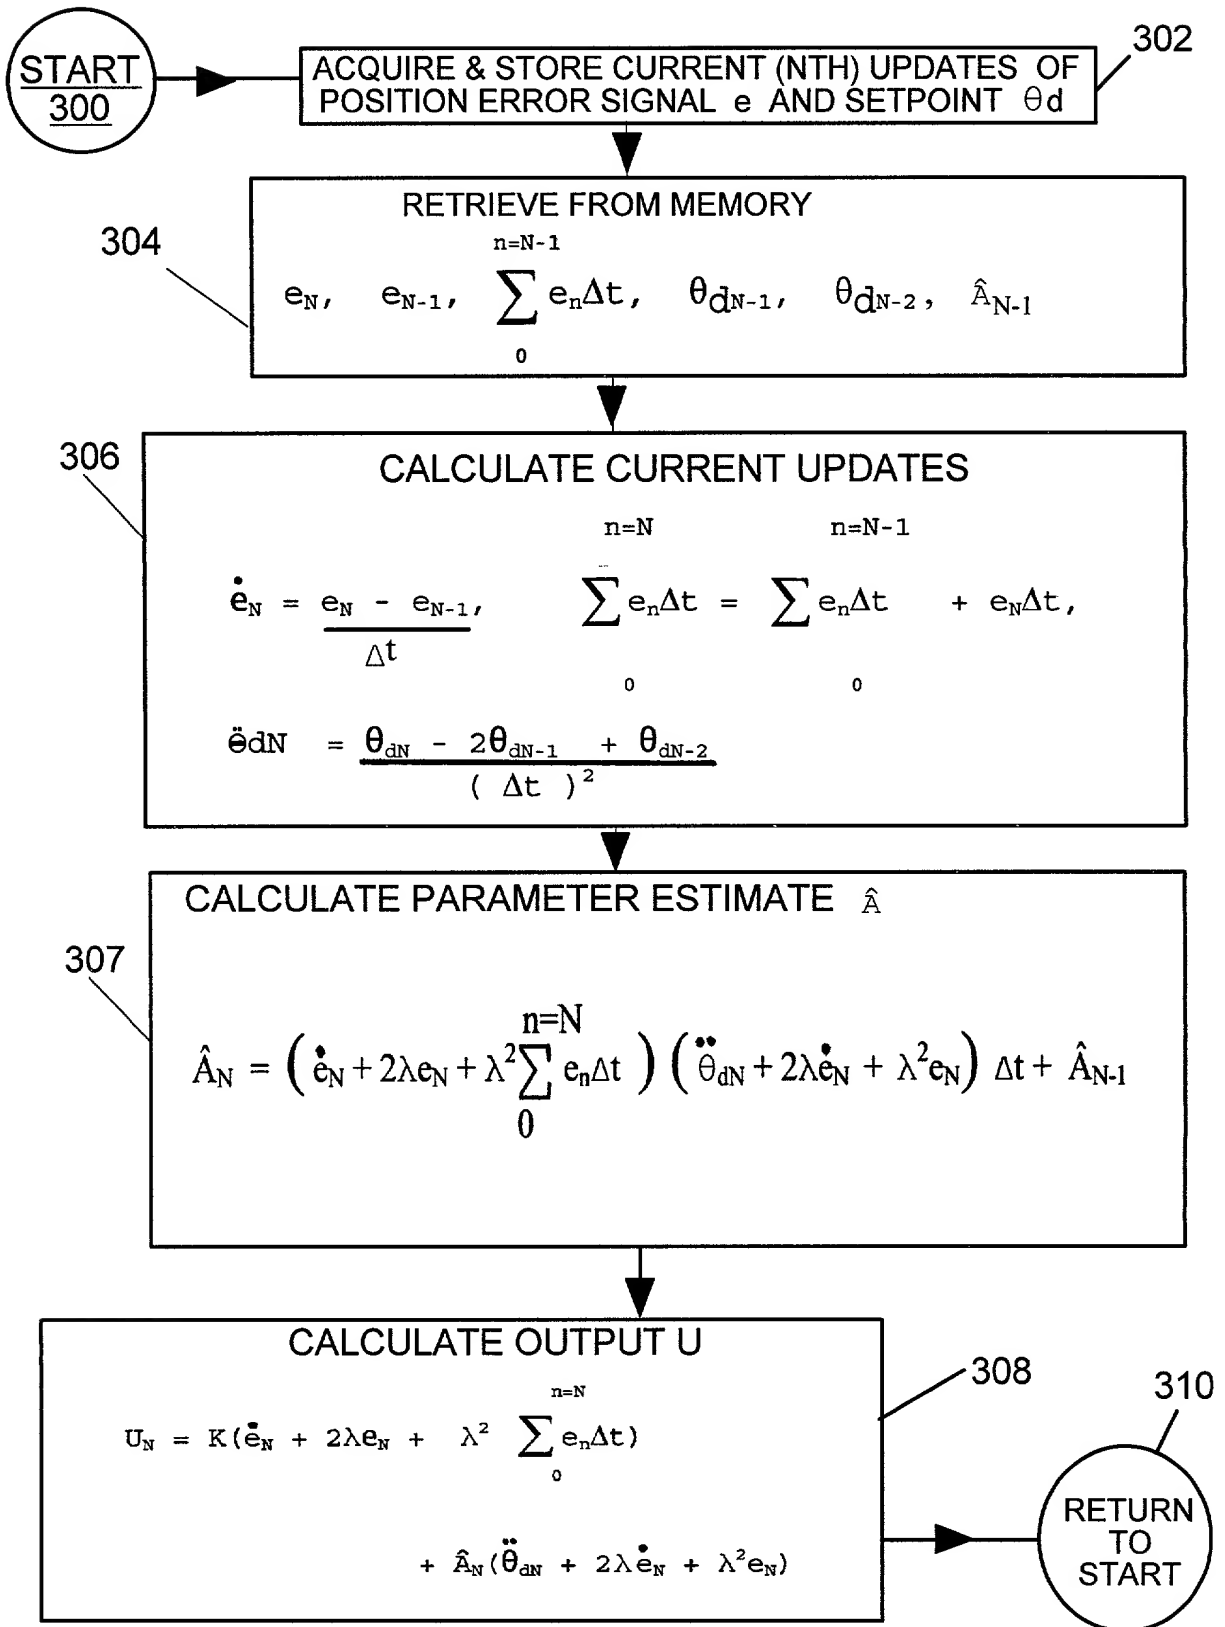 START
300
302
ACQUIRE & STORE CURRENT (NTH) UPDATES OF
POSITION ERROR SIGNAL e AND SETPOINT θd
304
RETRIEVE FROM MEMORY
n=N-1
eN, eN-1, ∑ enΔt, θdN-1, θdN-2, ÂN-1
0
306
CALCULATE CURRENT UPDATES
n=N n=N-1
ėN = eN - eN-1, ∑ enΔt = ∑ enΔt + eNΔt,
Δt
0 0
θ̈dN = θdN - 2θdN-1 + θdN-2
( Δt )²
307
CALCULATE PARAMETER ESTIMATE Â
n=N
ÂN = (ėN + 2λeN + λ²∑ enΔt) (θ̈dN + 2λėN + λ²eN) Δt + ÂN-1
0
308
CALCULATE OUTPUT U
n=N
UN = K(ėN + 2λeN + λ² ∑ enΔt)
0
+ ÂN(θ̈dN + 2λėN + λ²eN)
310
RETURN
TO
START